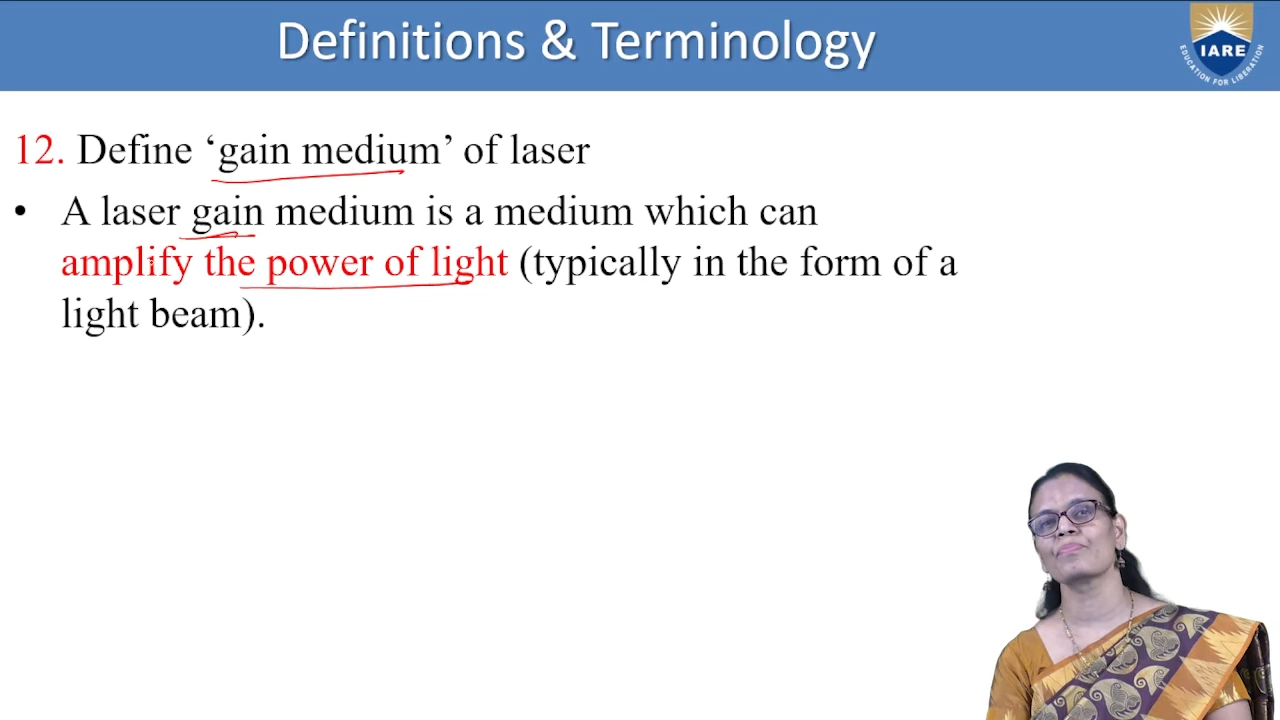 Definitions & Terminology
IARE
EDUCATION FOR LIBERATION
12. Define ‘gain medium’ of laser
• A laser gain medium is a medium which can
amplify the power of light (typically in the form of a
light beam).